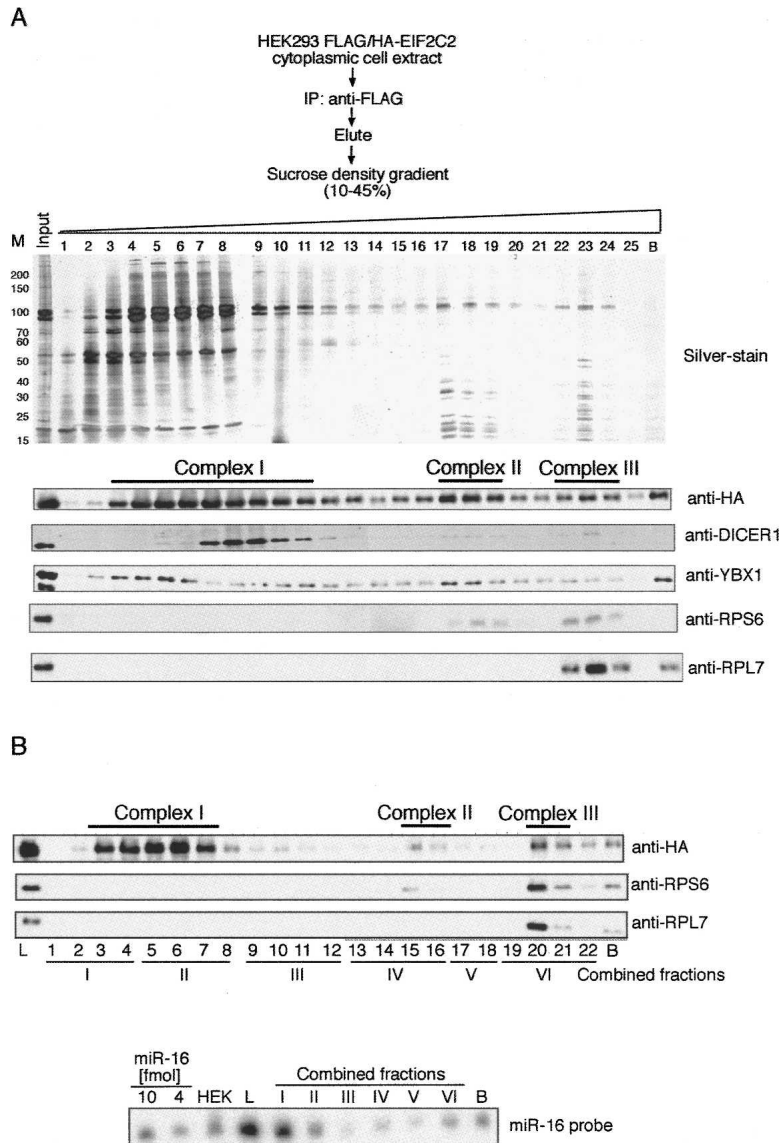 A
HEK293 FLAG/HA-EIF2C2
cytoplasmic cell extract
IP: anti-FLAG
Elute
Sucrose density gradient
(10-45%)
M Input 1 2 3 4 5 6 7 8 9 10 11 12 13 14 15 16 17 18 19 20 21 22 23 24 25 B
200
150
100
70
60
50
40
30
25
20
15
Silver-stain
Complex I Complex II Complex III
anti-HA
anti-DICER1
anti-YBX1
anti-RPS6
anti-RPL7
B
Complex I Complex II Complex III
anti-HA
anti-RPS6
anti-RPL7
L 1 2 3 4 5 6 7 8 9 10 11 12 13 14 15 16 17 18 19 20 21 22 B
I II III IV V VI Combined fractions
miR-16
[fmol] Combined fractions
10 4 HEK L I II III IV V VI B
miR-16 probe